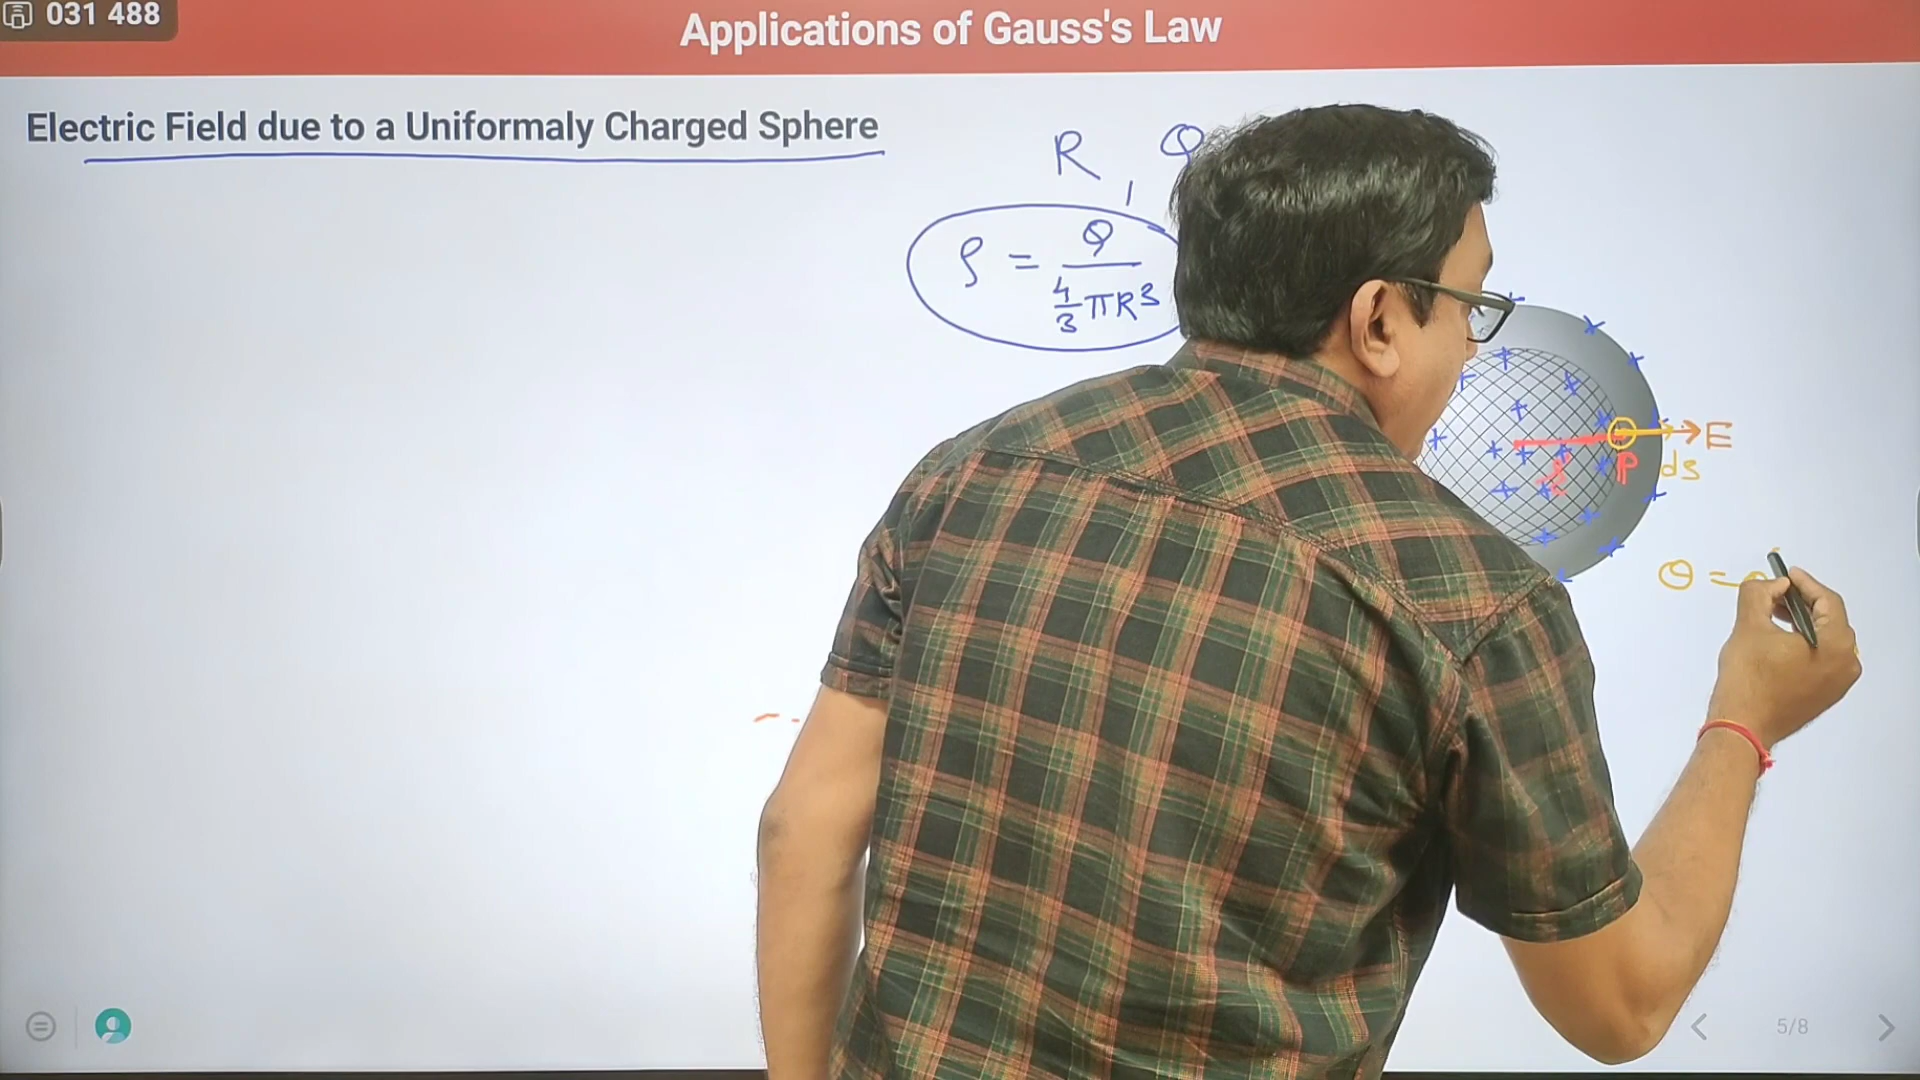 031 488
Applications of Gauss's Law
Electric Field due to a Uniformaly Charged Sphere
R, Q
ρ = Q / 4/3 πR³
E
P ds
r
θ =
5/8